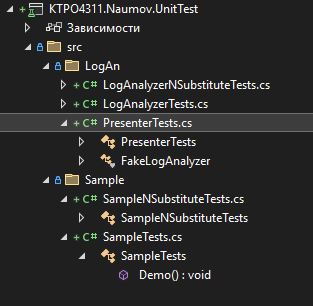 KTPO4311.Naumov.UnitTest
Зависимости
src
LogAn
C# LogAnalyzerNSubstituteTests.cs
C# LogAnalyzerTests.cs
C# PresenterTests.cs
PresenterTests
FakeLogAnalyzer
Sample
C# SampleNSubstituteTests.cs
SampleNSubstituteTests
C# SampleTests.cs
SampleTests
Demo() : void